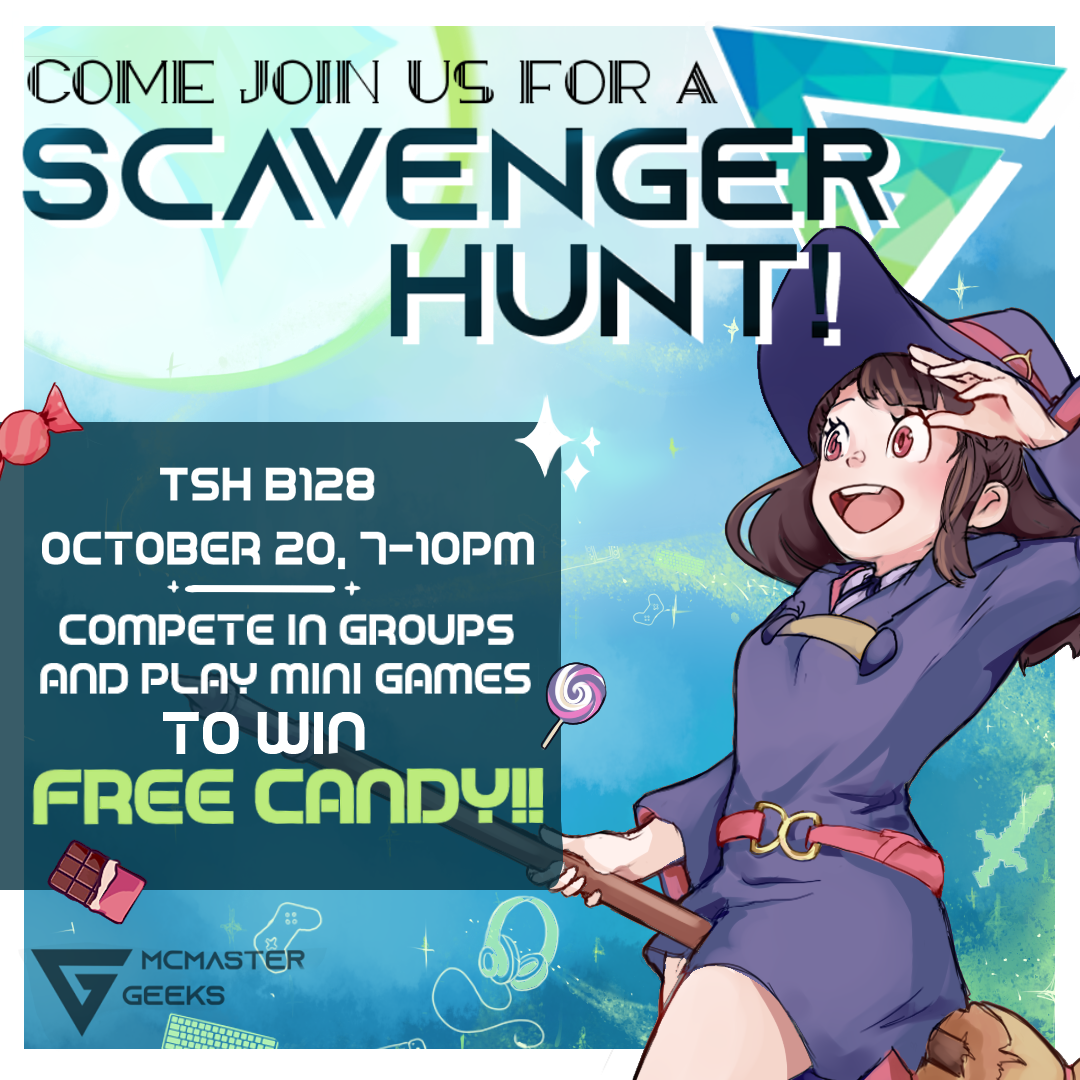 COME JOIN US FOR A
SCAVENGER
HUNT!
TSH B128
OCTOBER 20, 7-10PM
COMPETE IN GROUPS
AND PLAY MINI GAMES
TO WIN
FREE CANDY!!
MCMASTER
GEEKS